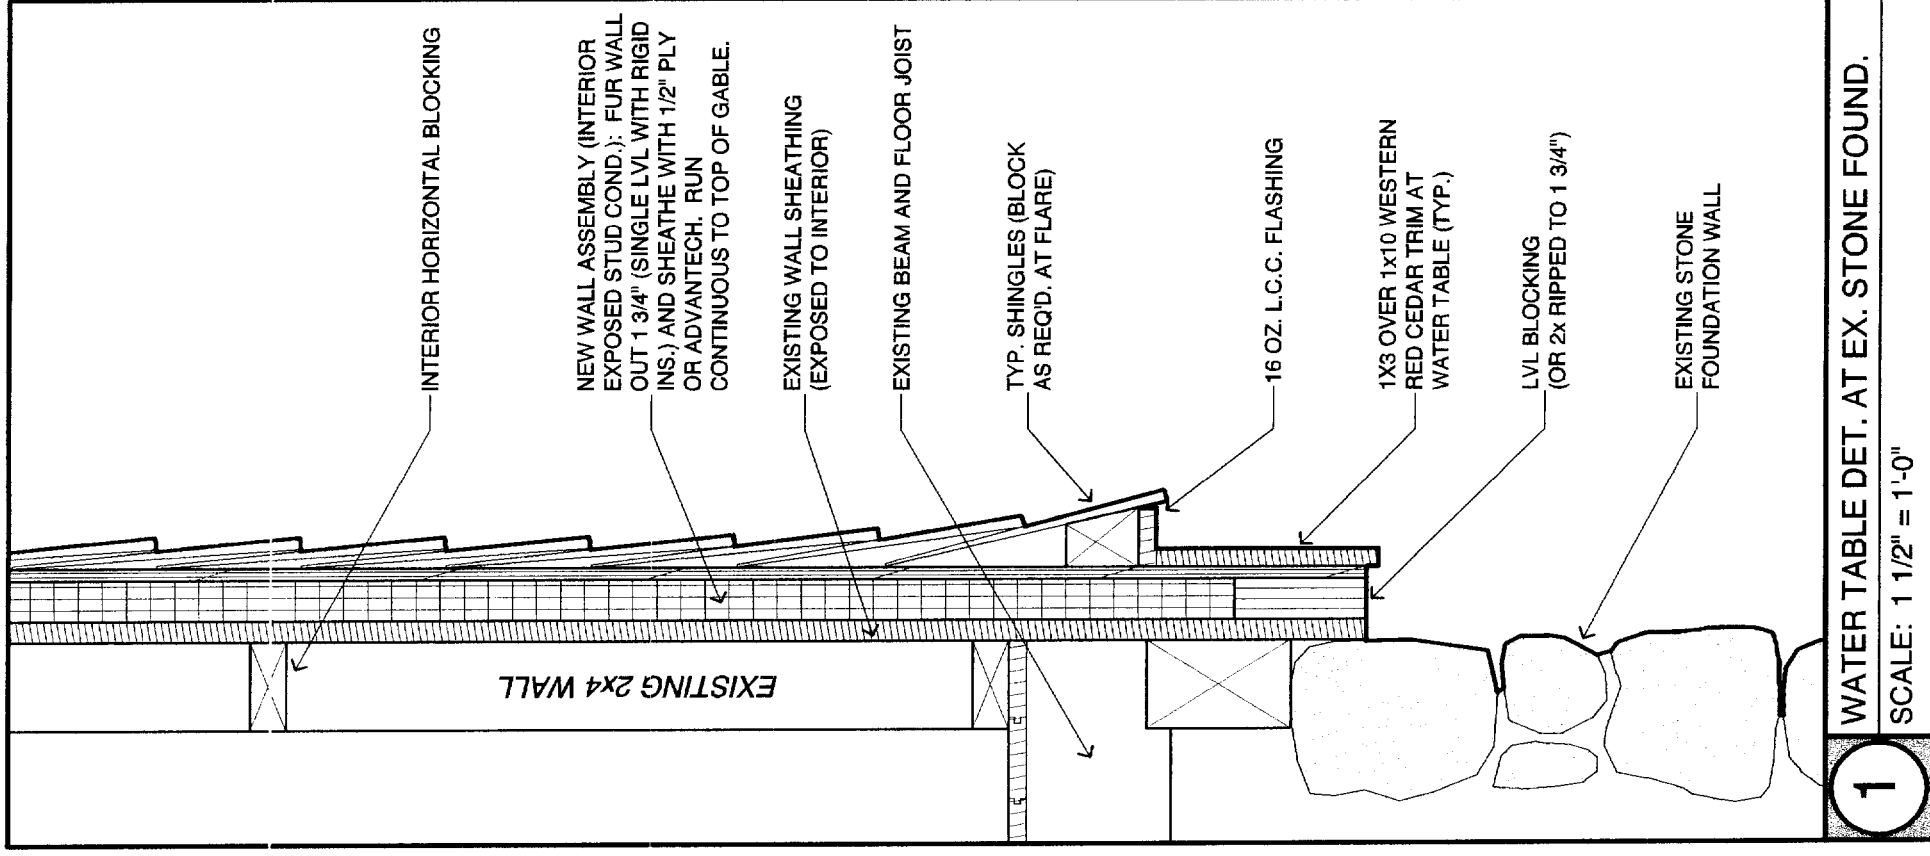 INTERIOR HORIZONTAL BLOCKING
NEW WALL ASSEMBLY (INTERIOR
EXPOSED STUD COND.): FUR WALL
OUT 1 3/4" (SINGLE LVL WITH RIGID
INS.) AND SHEATHE WITH 1/2" PLY
OR ADVANTECH. RUN
CONTINUOUS TO TOP OF GABLE.
EXISTING WALL SHEATHING
(EXPOSED TO INTERIOR)
EXISTING BEAM AND FLOOR JOIST
TYP. SHINGLES (BLOCK
AS REQ'D. AT FLARE)
16 OZ. L.C.C. FLASHING
1X3 OVER 1x10 WESTERN
RED CEDAR TRIM AT
WATER TABLE (TYP.)
LVL BLOCKING
(OR 2x RIPPED TO 1 3/4")
EXISTING STONE
FOUNDATION WALL
EXISTING 2x4 WALL
1
WATER TABLE DET. AT EX. STONE FOUND.
SCALE: 1 1/2" = 1'-0"